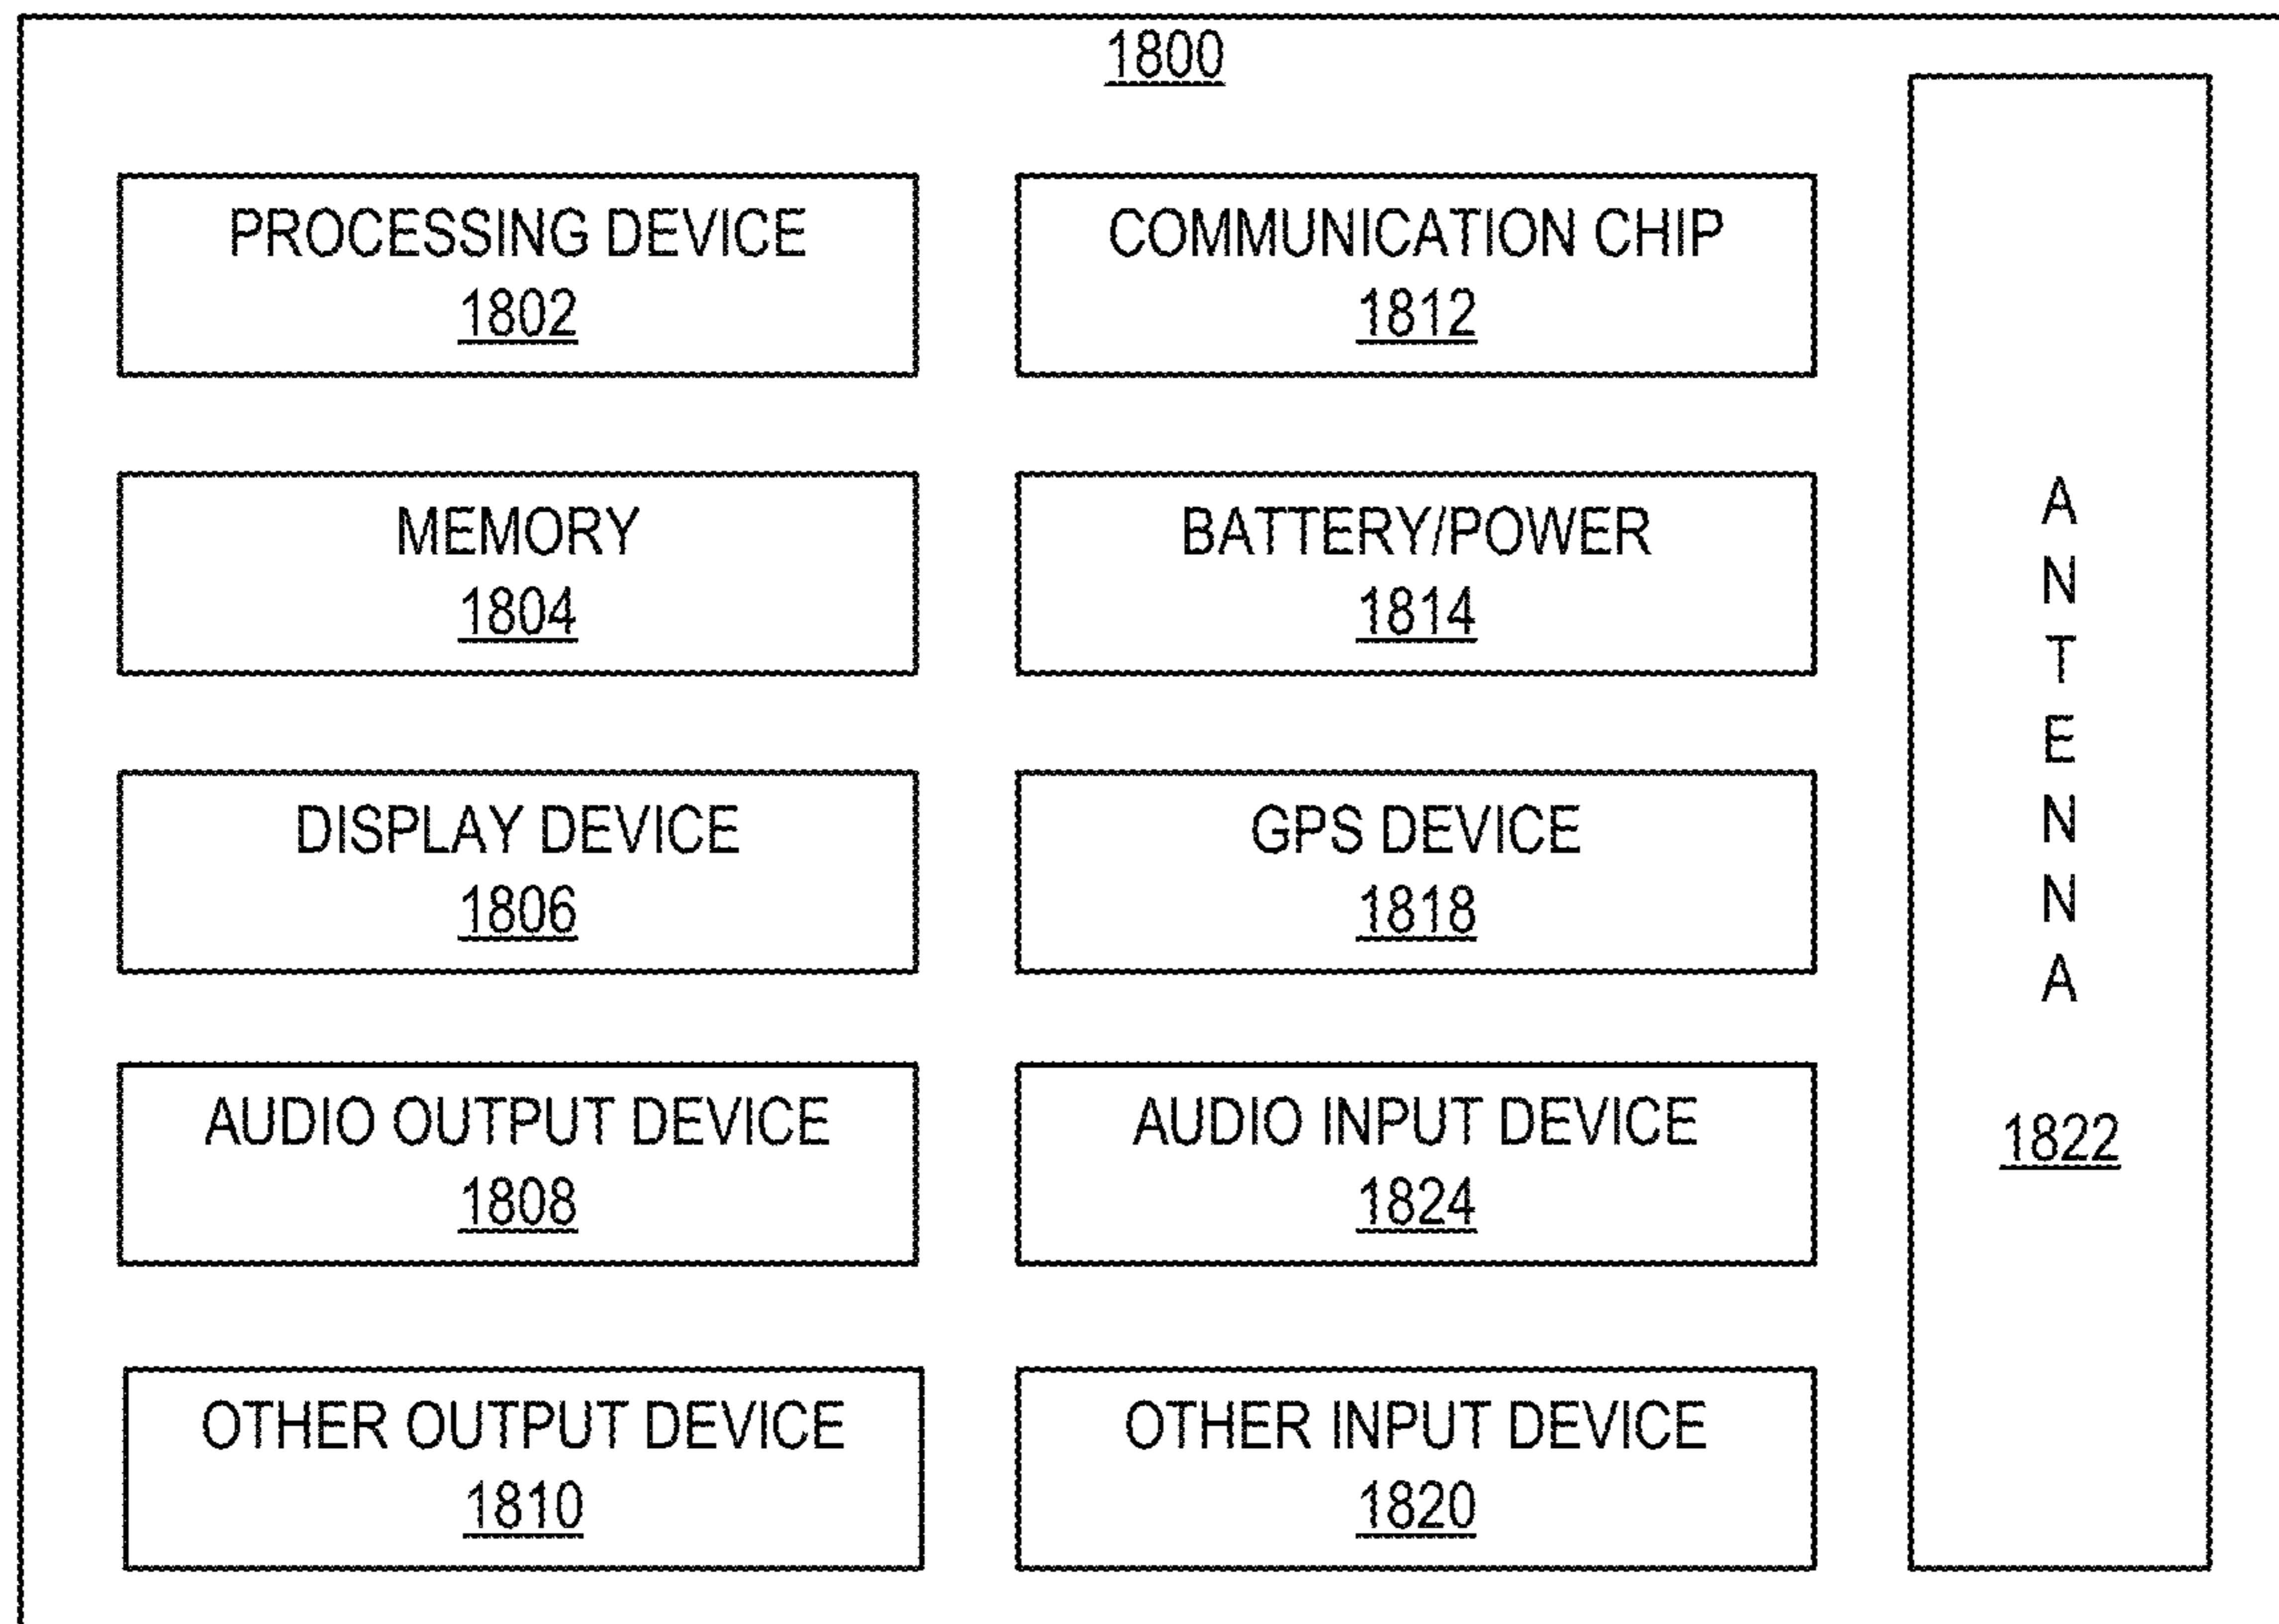 1800
PROCESSING DEVICE
1802
COMMUNICATION CHIP
1812
MEMORY
1804
BATTERY/POWER
1814
DISPLAY DEVICE
1806
GPS DEVICE
1818
AUDIO OUTPUT DEVICE
1808
AUDIO INPUT DEVICE
1824
OTHER OUTPUT DEVICE
1810
OTHER INPUT DEVICE
1820
ANTENNA
1822